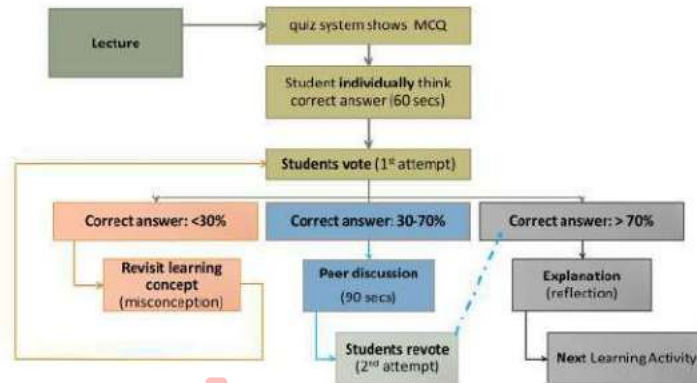 Lecture
quiz system shows MCQ
Student individually think
correct answer (60 secs)
Students vote (1st attempt)
Correct answer: <30%
Correct answer: 30-70%
Correct answer: > 70%
Revisit learning
concept
(misconception)
Peer discussion
(90 secs)
Explanation
(reflection)
Students revote
(2nd attempt)
Next Learning Activity